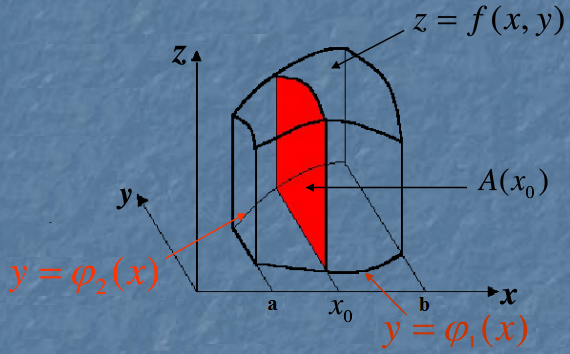 z = f(x, y)
z
A(x₀)
y
y = φ₂(x)
a
x₀
b
x
y = φ₁(x)